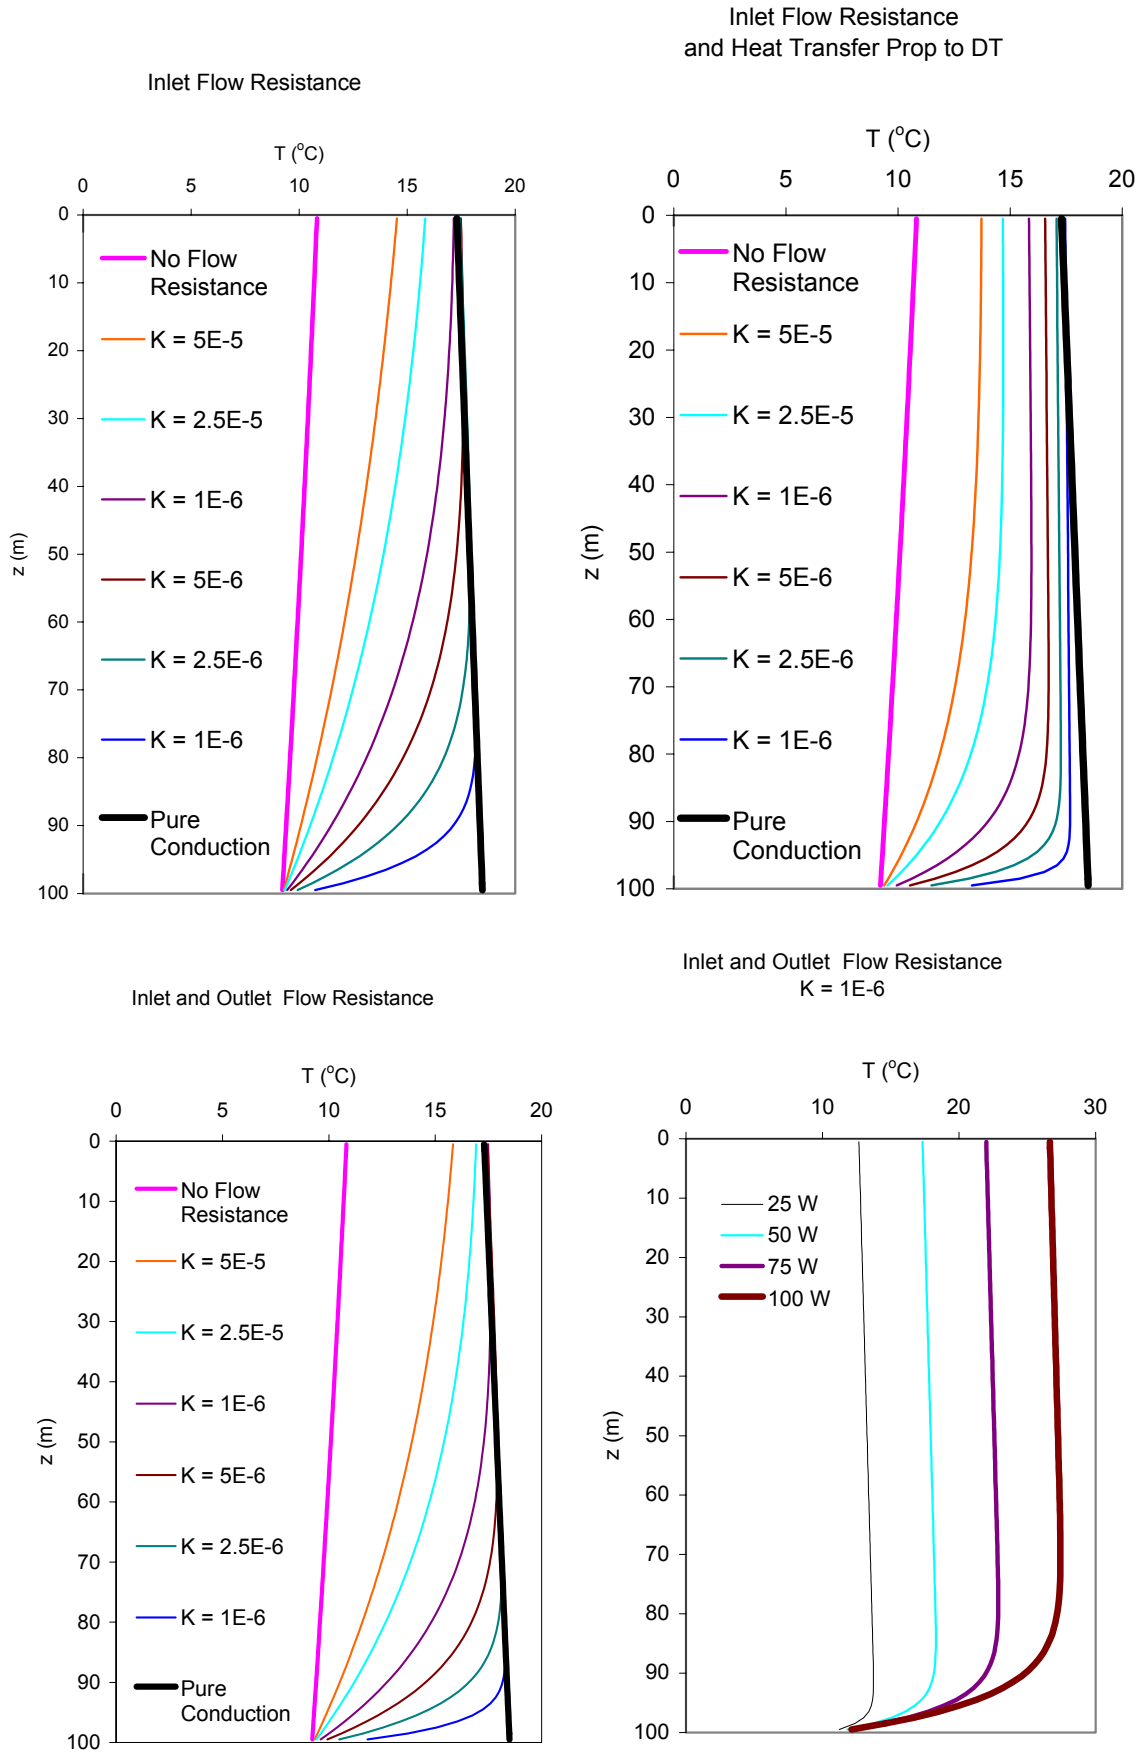 Inlet Flow Resistance
T (°C)
0 5 10 15 20
0
10
20
30
40
50
60
70
80
90
100
z (m)
No Flow
Resistance
K = 5E-5
K = 2.5E-5
K = 1E-6
K = 5E-6
K = 2.5E-6
K = 1E-6
Pure
Conduction
Inlet Flow Resistance
and Heat Transfer Prop to DT
T (°C)
0 5 10 15 20
0
10
20
30
40
50
60
70
80
90
100
z (m)
No Flow
Resistance
K = 5E-5
K = 2.5E-5
K = 1E-6
K = 5E-6
K = 2.5E-6
K = 1E-6
Pure
Conduction
Inlet and Outlet Flow Resistance
T (°C)
0 5 10 15 20
0
10
20
30
40
50
60
70
80
90
100
z (m)
No Flow
Resistance
K = 5E-5
K = 2.5E-5
K = 1E-6
K = 5E-6
K = 2.5E-6
K = 1E-6
Pure
Conduction
Inlet and Outlet Flow Resistance
K = 1E-6
T (°C)
0 10 20 30
0
10
20
30
40
50
60
70
80
90
100
z (m)
25 W
50 W
75 W
100 W